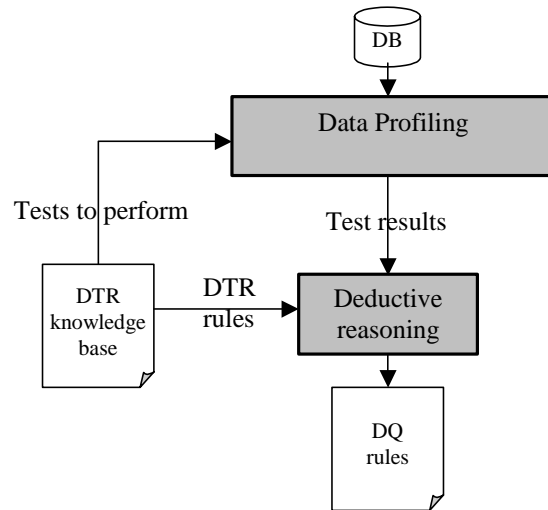 DB
Data Profiling
Tests to perform
Test results
DTR
knowledge
base
DTR
rules
Deductive
reasoning
DQ
rules